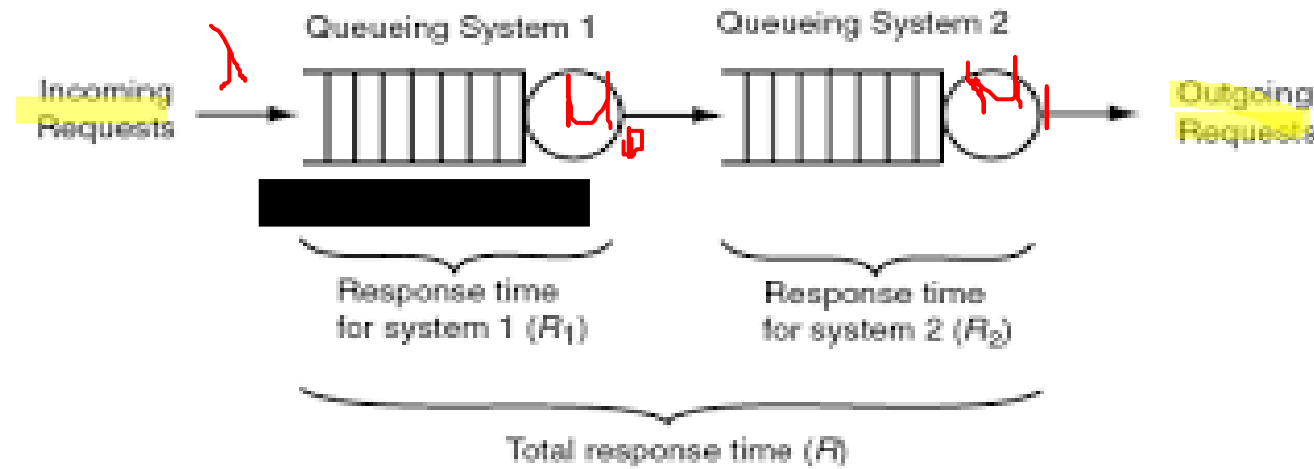 Queueing System 1
Queueing System 2
λ
Incoming
Requests
Outgoing
Requests
Response time
for system 1 (R₁)
Response time
for system 2 (R₂)
Total response time (R)